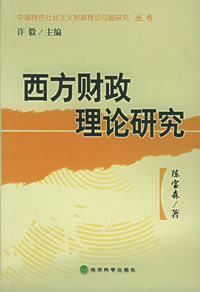 中国特色社会主义财政理论问题研究 丛书
许毅/主编
西方财政
理论研究
陈宝森/著
经济科学出版社